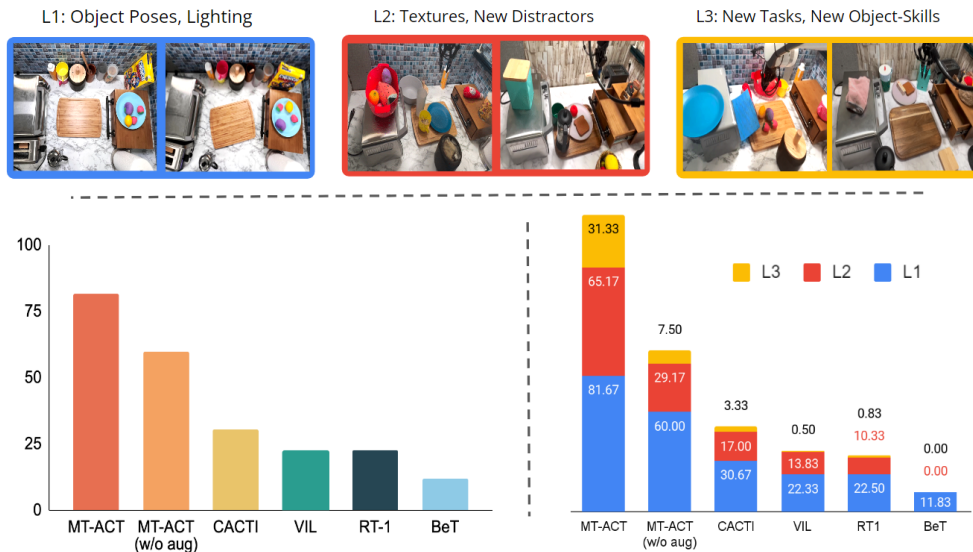 L1: Object Poses, Lighting
L2: Textures, New Distractors
L3: New Tasks, New Object-Skills
100
75
50
25
0
MT-ACT
MT-ACT
(w/o aug)
CACTI
VIL
RT-1
BeT
L3
L2
L1
31.33
65.17
81.67
7.50
29.17
60.00
3.33
17.00
30.67
0.50
13.83
22.33
0.83
10.33
22.50
0.00
0.00
11.83
MT-ACT
MT-ACT
(w/o aug)
CACTI
VIL
RT1
BeT